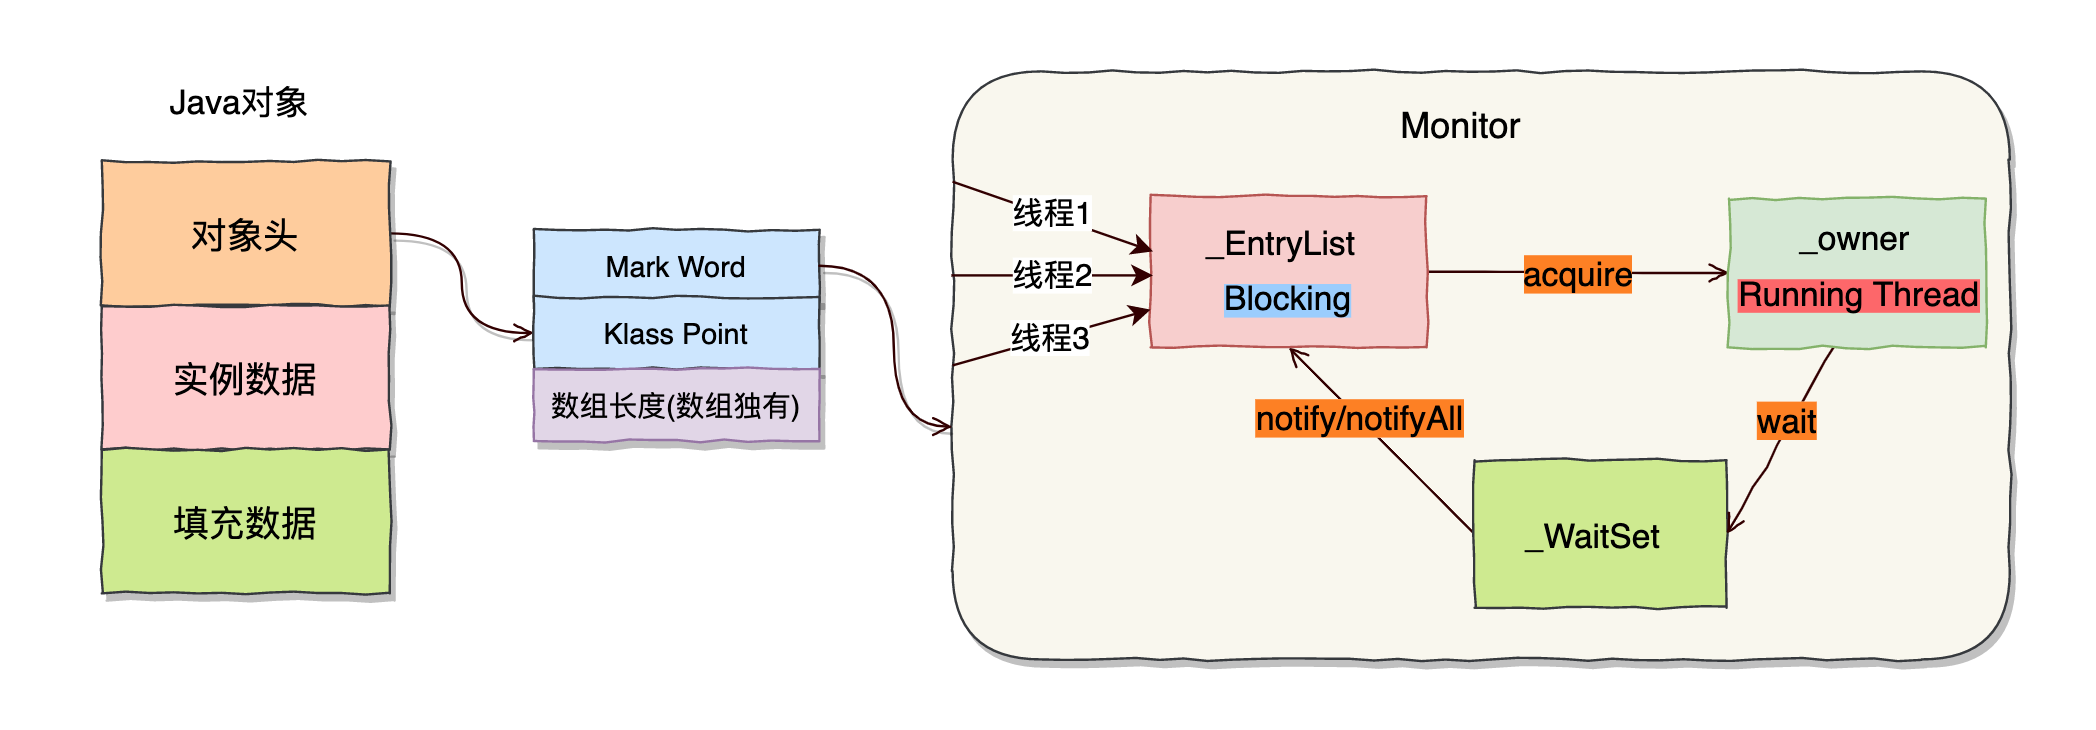 Java对象
对象头
实例数据
填充数据
Mark Word
Klass Point
数组长度(数组独有)
Monitor
线程1
线程2
线程3
_EntryList
Blocking
acquire
_owner
Running Thread
notify/notifyAll
wait
_WaitSet